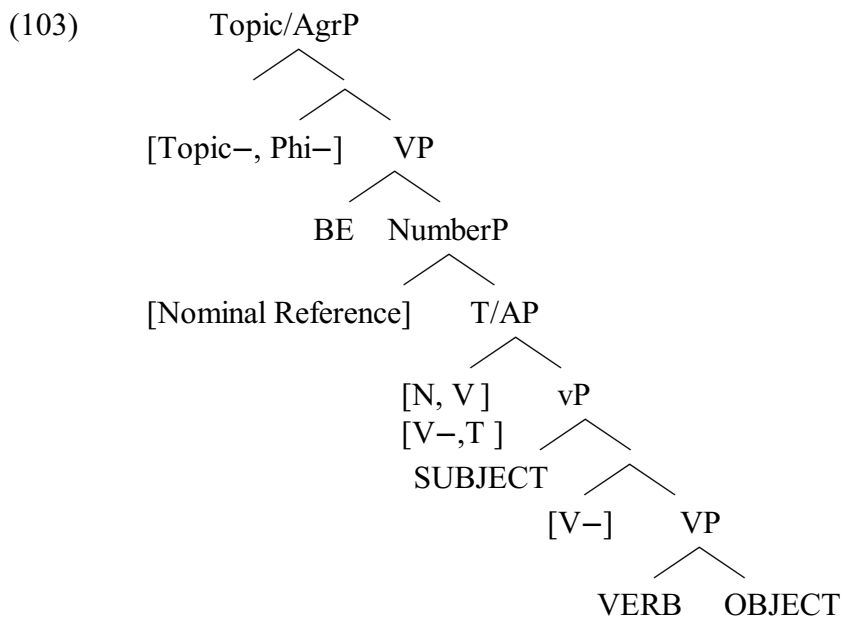 (103) Topic/AgrP
[Topic−, Phi−] VP
BE NumberP
[Nominal Reference] T/AP
[N, V ] vP
[V−,T ]
SUBJECT
[V−] VP
VERB OBJECT